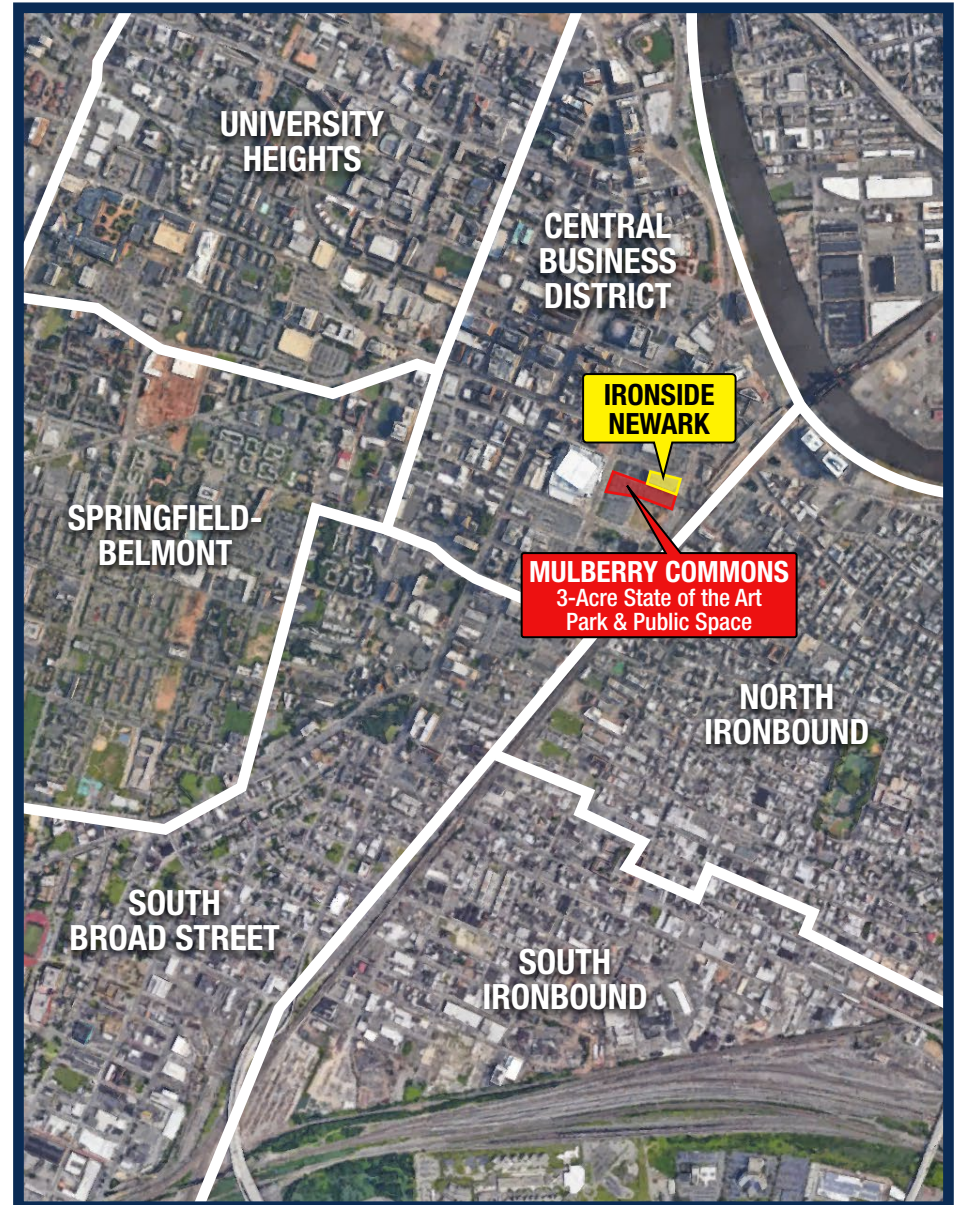 UNIVERSITY
HEIGHTS
CENTRAL
BUSINESS
DISTRICT
IRONSIDE
NEWARK
SPRINGFIELD-
BELMONT
MULBERRY COMMONS
3-Acre State of the Art
Park & Public Space
NORTH
IRONBOUND
SOUTH
BROAD STREET
SOUTH
IRONBOUND